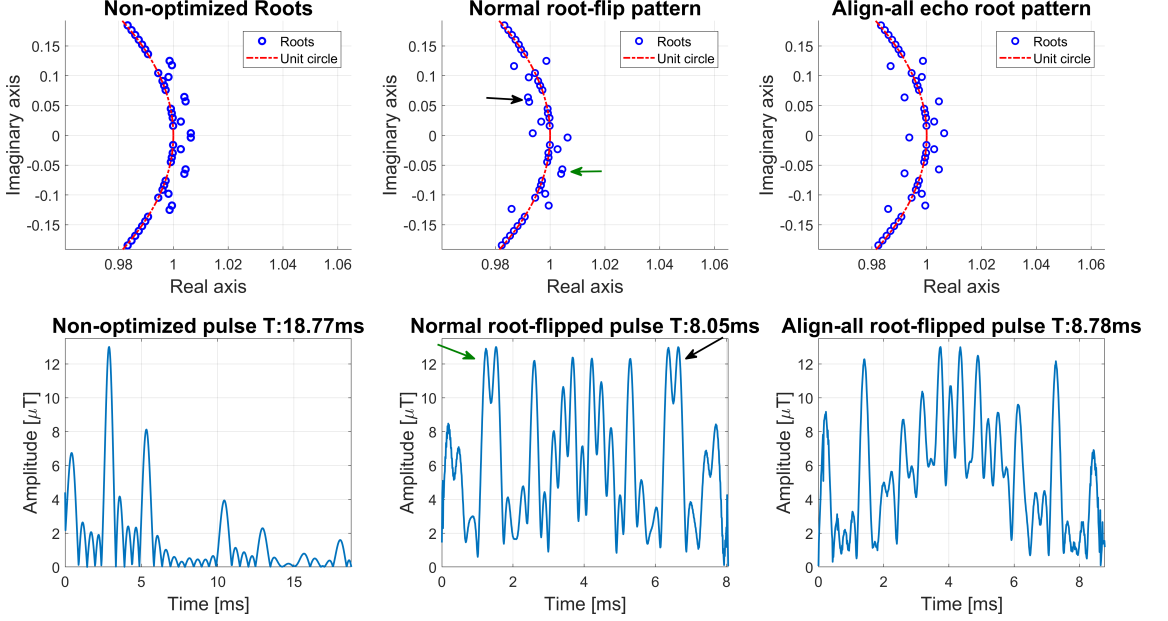 Non-optimized Roots
Normal root-flip pattern
Align-all echo root pattern
Imaginary axis
0.15
0.1
0.05
0
-0.05
-0.1
-0.15
0.98
1
1.02
1.04
1.06
Real axis
Roots
Unit circle
Imaginary axis
0.15
0.1
0.05
0
-0.05
-0.1
-0.15
0.98
1
1.02
1.04
1.06
Real axis
Roots
Unit circle
Imaginary axis
0.15
0.1
0.05
0
-0.05
-0.1
-0.15
0.98
1
1.02
1.04
1.06
Real axis
Roots
Unit circle
Non-optimized pulse T:18.77ms
Normal root-flipped pulse T:8.05ms
Align-all root-flipped pulse T:8.78ms
Amplitude [μT]
12
10
8
6
4
2
0
0
5
10
15
Time [ms]
Amplitude [μT]
12
10
8
6
4
2
0
0
2
4
6
8
Time [ms]
Amplitude [μT]
12
10
8
6
4
2
0
0
2
4
6
8
Time [ms]